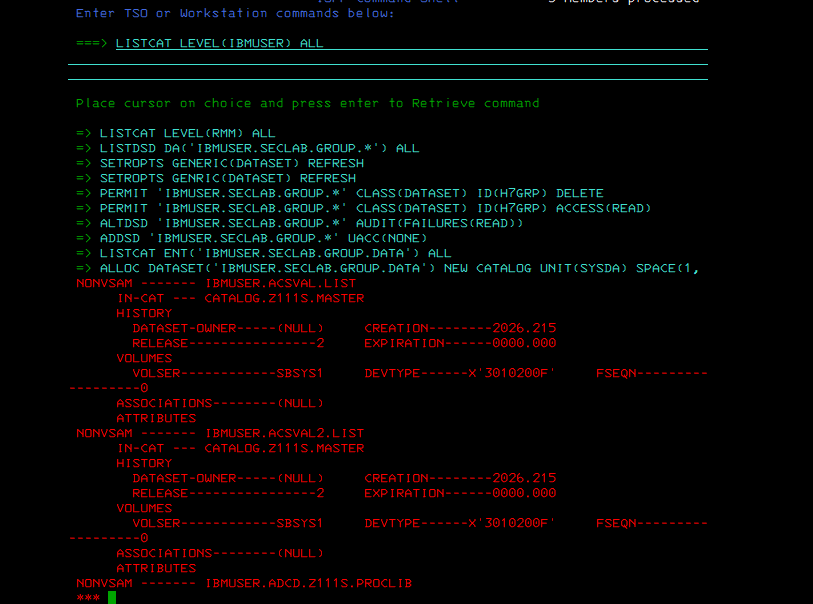 Enter TSO or Workstation commands below:
===> LISTCAT LEVEL(IBMUSER) ALL
Place cursor on choice and press enter to Retrieve command
=> LISTCAT LEVEL(RMM) ALL
=> LISTDSD DA('IBMUSER.SECLAB.GROUP.*') ALL
=> SETROPTS GENERIC(DATASET) REFRESH
=> SETROPTS GENRIC(DATASET) REFRESH
=> PERMIT 'IBMUSER.SECLAB.GROUP.*' CLASS(DATASET) ID(H7GRP) DELETE
=> PERMIT 'IBMUSER.SECLAB.GROUP.*' CLASS(DATASET) ID(H7GRP) ACCESS(READ)
=> ALTDSD 'IBMUSER.SECLAB.GROUP.*' AUDIT(FAILURES(READ))
=> ADDSD 'IBMUSER.SECLAB.GROUP.*' UACC(NONE)
=> LISTCAT ENT('IBMUSER.SECLAB.GROUP.DATA') ALL
=> ALLOC DATASET('IBMUSER.SECLAB.GROUP.DATA') NEW CATALOG UNIT(SYSDA) SPACE(1,
NONVSAM ------- IBMUSER.ACSVAL.LIST
IN-CAT --- CATALOG.Z111S.MASTER
HISTORY
DATASET-OWNER-----(NULL) CREATION--------2026.215
RELEASE----------------2 EXPIRATION------0000.000
VOLUMES
VOLSER------------SBSYS1 DEVTYPE------X'3010200F' FSEQN---------
---------0
ASSOCIATIONS--------(NULL)
ATTRIBUTES
NONVSAM ------- IBMUSER.ACSVAL2.LIST
IN-CAT --- CATALOG.Z111S.MASTER
HISTORY
DATASET-OWNER-----(NULL) CREATION--------2026.215
RELEASE----------------2 EXPIRATION------0000.000
VOLUMES
VOLSER------------SBSYS1 DEVTYPE------X'3010200F' FSEQN---------
---------0
ASSOCIATIONS--------(NULL)
ATTRIBUTES
NONVSAM ------- IBMUSER.ADCD.Z111S.PROCLIB
***